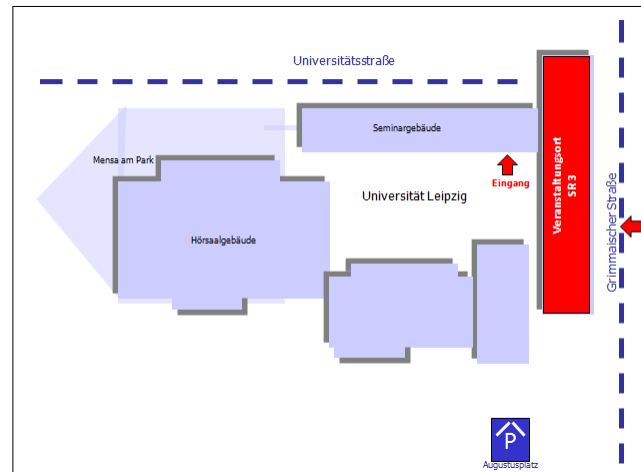 Universitätsstraße
Seminargebäude
Mensa am Park
Eingang
Universität Leipzig
Veranstaltungsort
SR 3
Grimmaischer Straße
Hörsaalgebäude
P
Augustusplatz